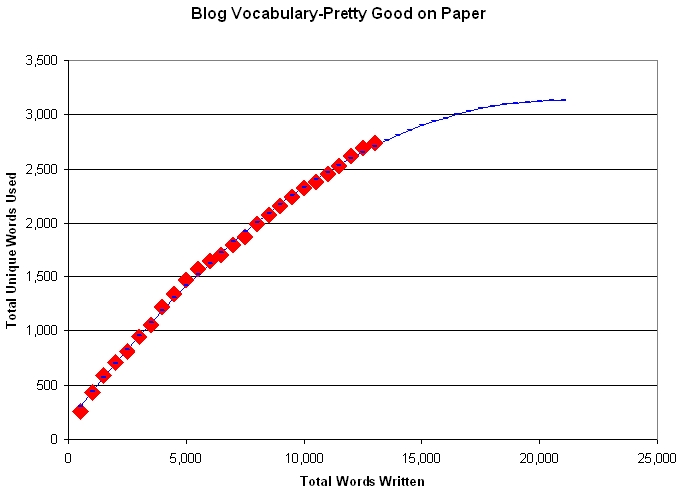 Blog Vocabulary-Pretty Good on Paper
3,500
3,000
2,500
2,000
1,500
1,000
500
0
Total Unique Words Used
0 5,000 10,000 15,000 20,000 25,000
Total Words Written